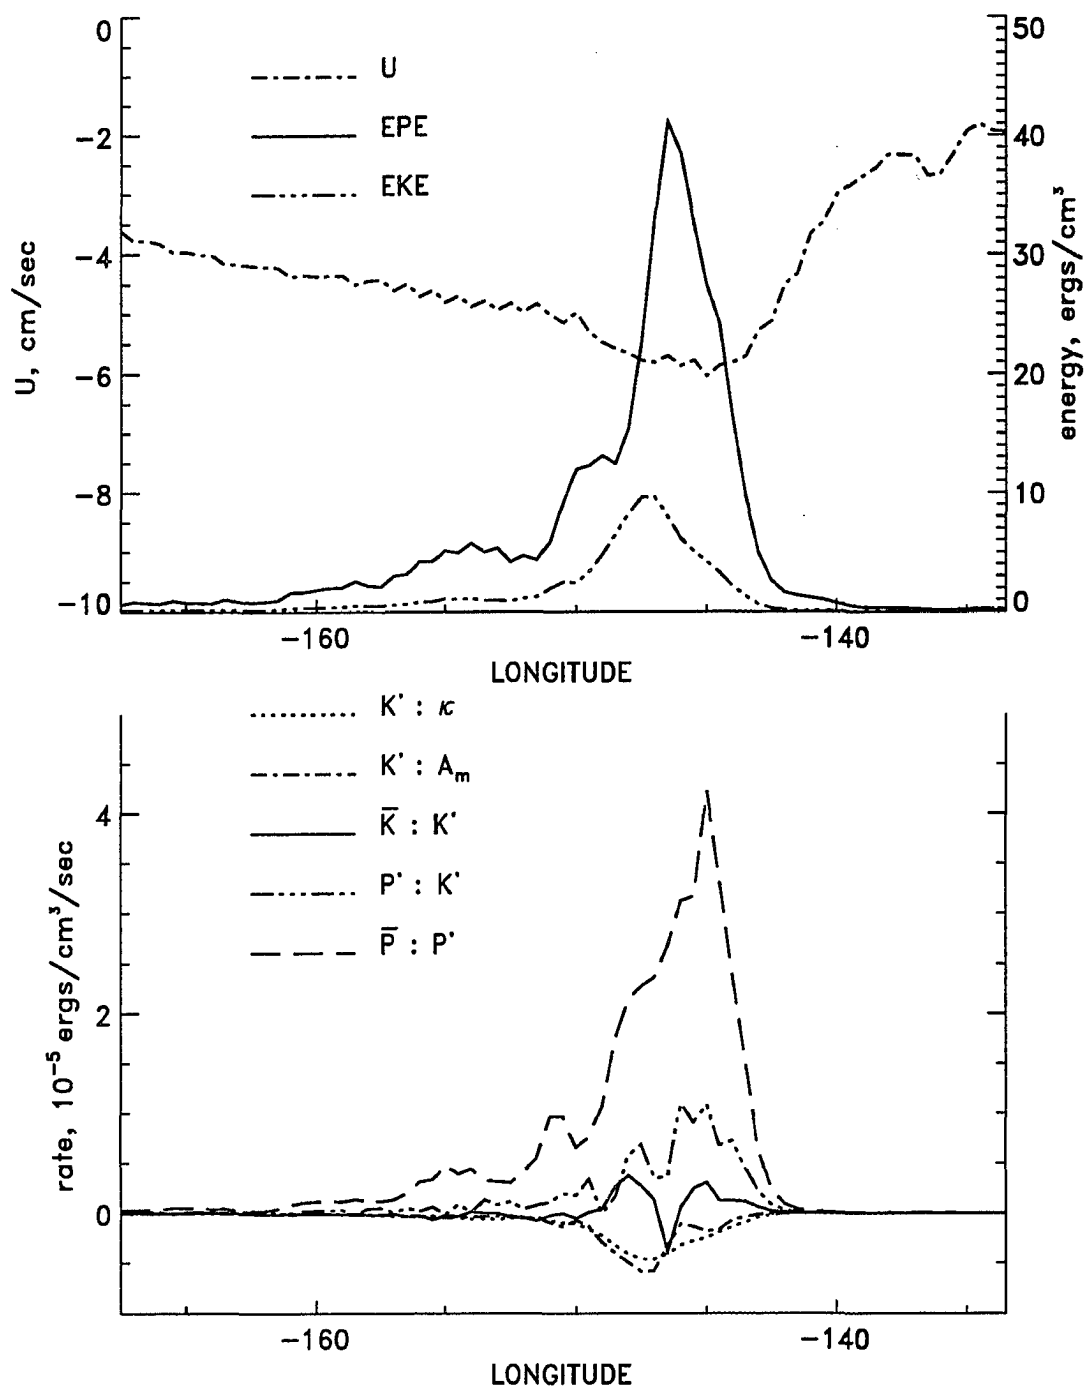 0
50
U
EPE
EKE
-2
40
-4
30
-6
20
-8
10
-10
0
U, cm/sec
energy, ergs/cm³
-160
-140
LONGITUDE
K' : κ
K' : Aₘ
K̅ : K'
P' : K'
P̅ : P'
4
2
0
rate, 10⁻⁵ ergs/cm³/sec
-160
-140
LONGITUDE